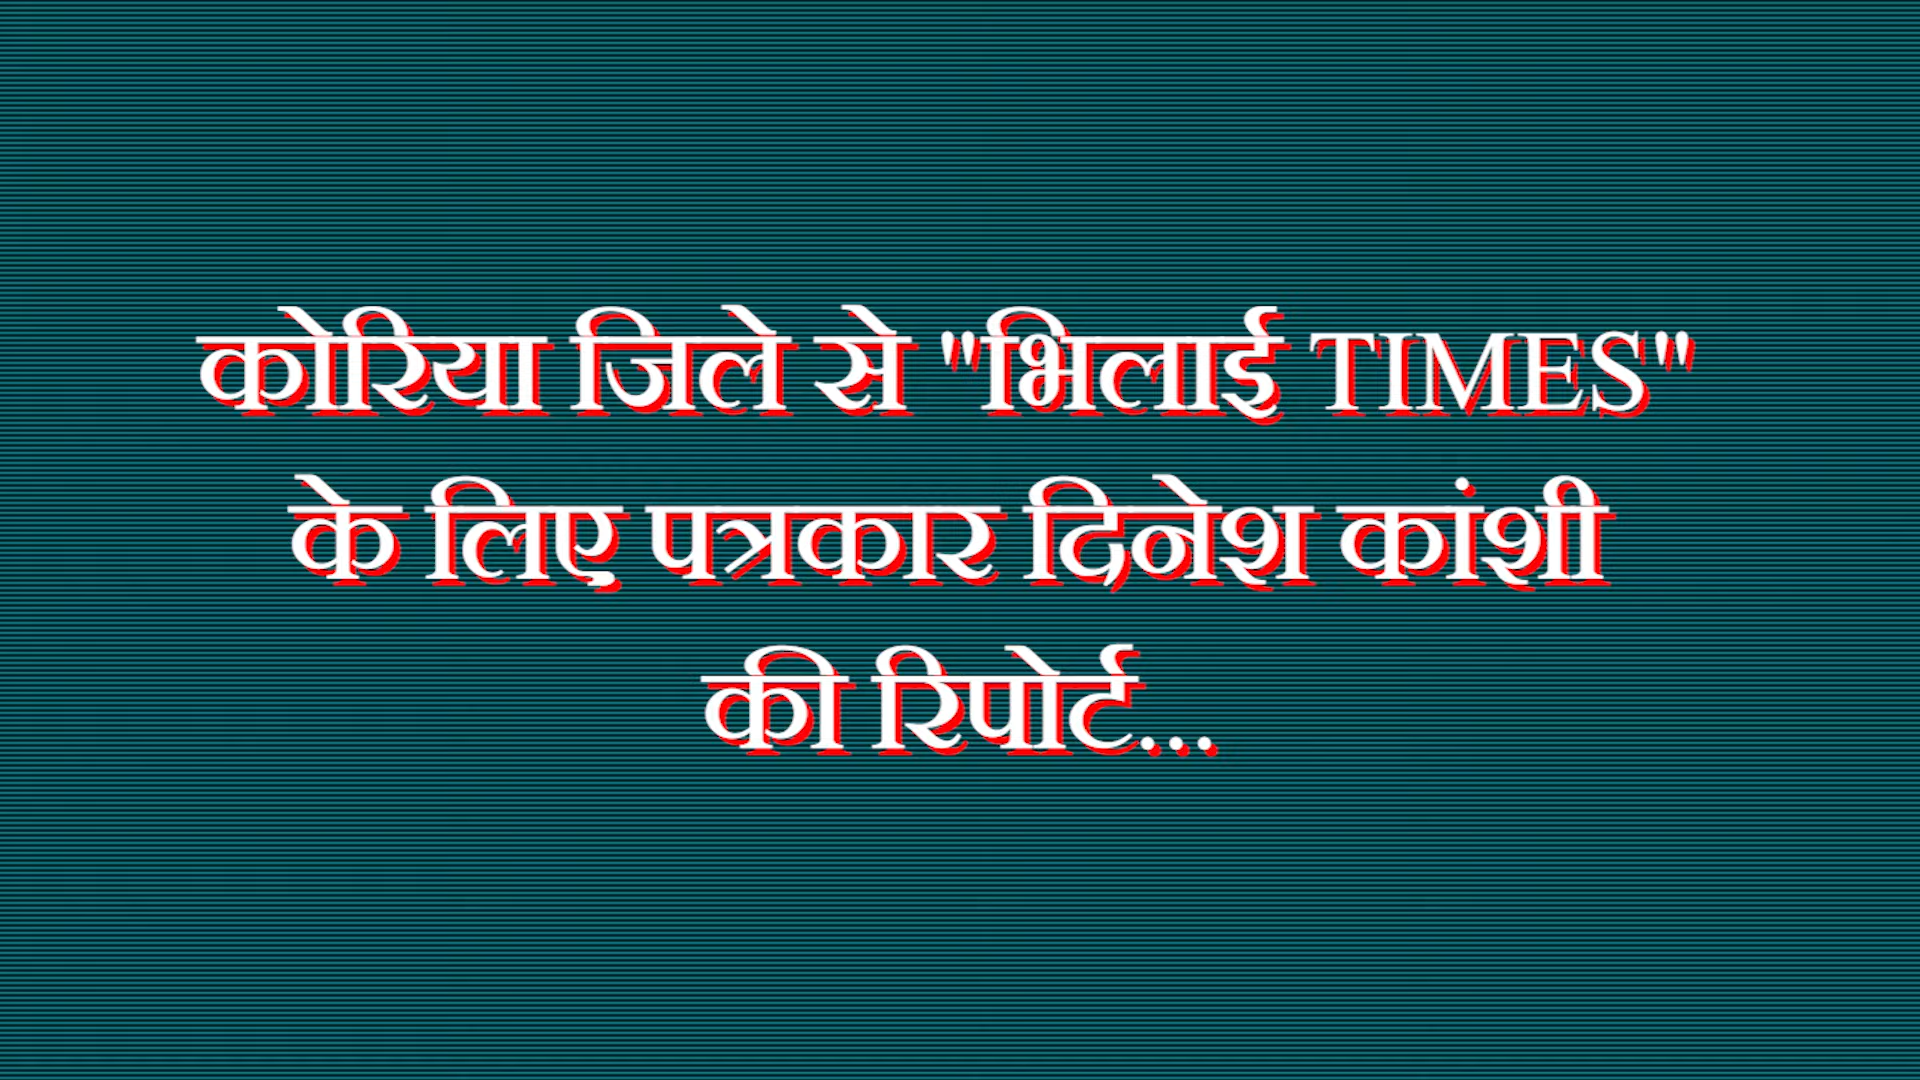 कोरिया जिले से "भिलाई TIMES"
के लिए पत्रकार दिनेश कांशी
की रिपोर्ट...